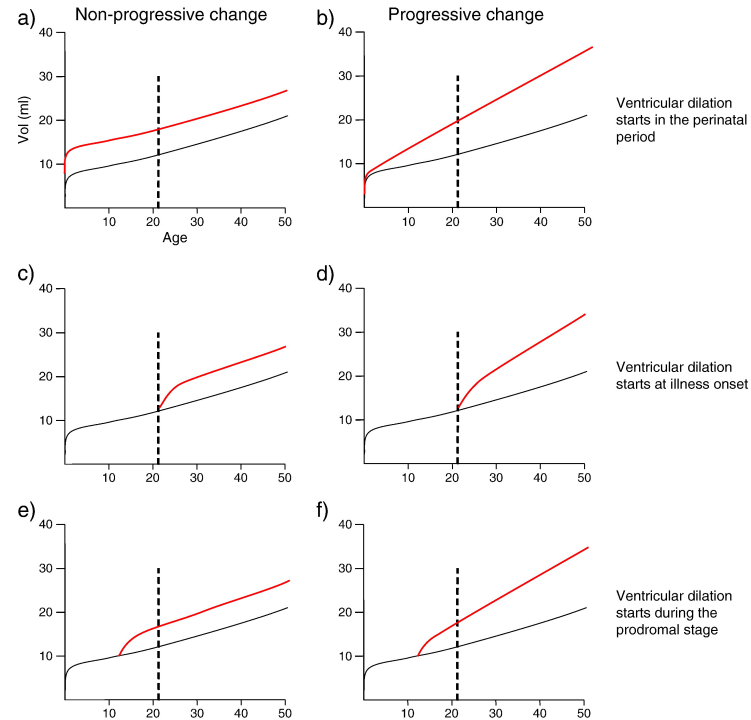 a) Non-progressive change
b) Progressive change
40
30
20
10
Vol (ml)
10 20 30 40 50
Age
40
30
20
10
10 20 30 40 50
Ventricular dilation
starts in the perinatal
period
c)
40
30
20
10
10 20 30 40 50
d)
40
30
20
10
10 20 30 40 50
Ventricular dilation
starts at illness onset
e)
40
30
20
10
10 20 30 40 50
f)
40
30
20
10
10 20 30 40 50
Ventricular dilation
starts during the
prodromal stage